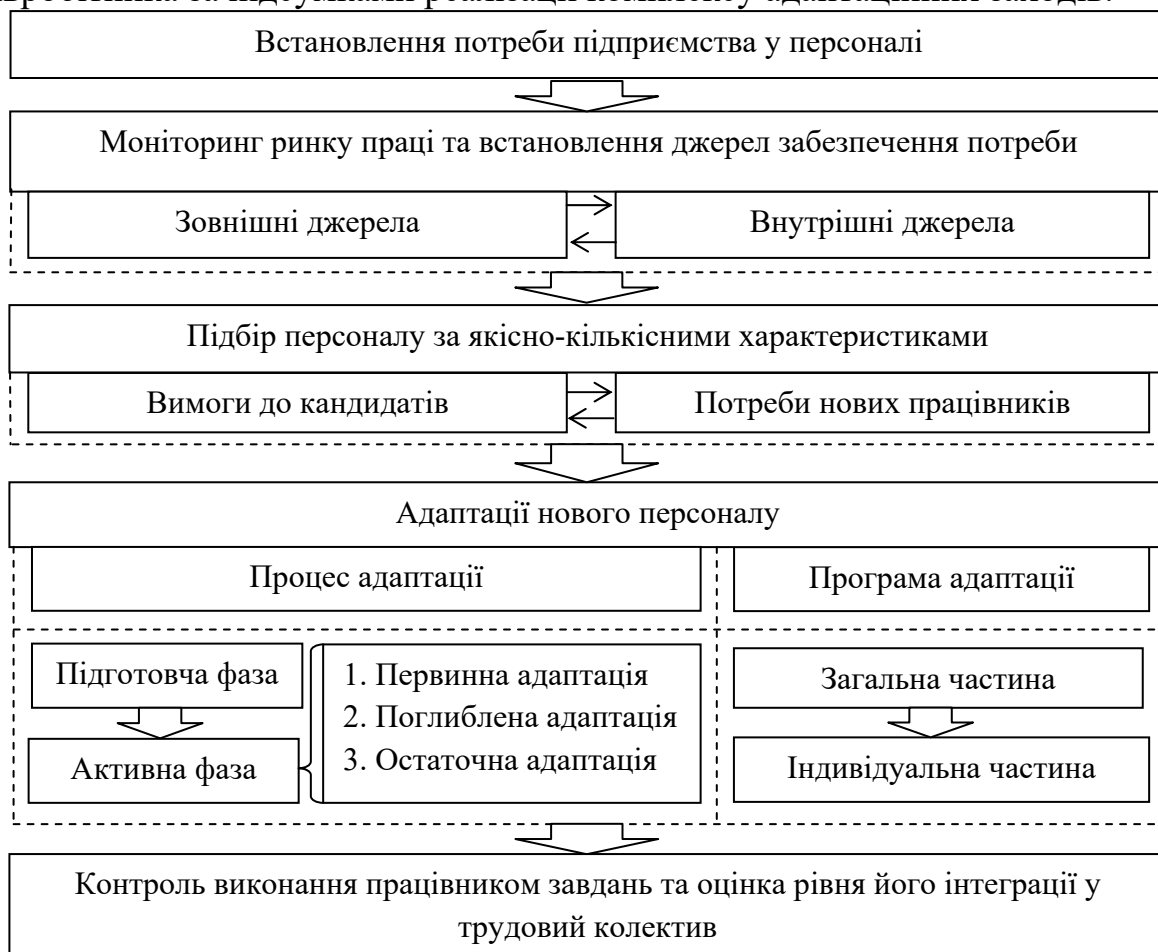 Встановлення потреби підприємства у персоналі
Моніторинг ринку праці та встановлення джерел забезпечення потреби
Зовнішні джерела
Внутрішні джерела
Підбір персоналу за якісно-кількісними характеристиками
Вимоги до кандидатів
Потреби нових працівників
Адаптації нового персоналу
Процес адаптації
Програма адаптації
Підготовча фаза
Активна фаза
1. Первинна адаптація
2. Поглиблена адаптація
3. Остаточна адаптація
Загальна частина
Індивідуальна частина
Контроль виконання працівником завдань та оцінка рівня його інтеграції у
трудовий колектив